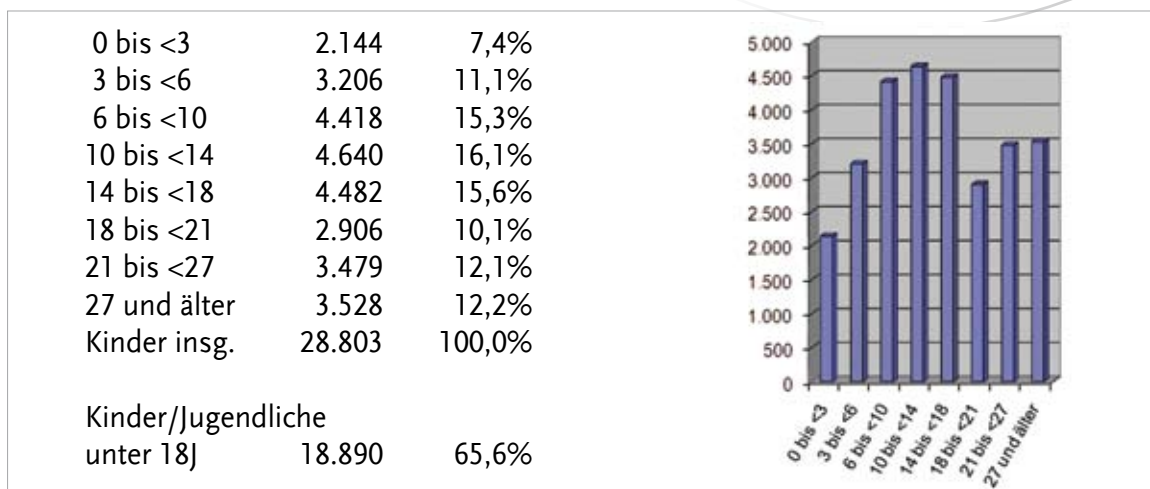 0 bis <3 2.144 7,4%
3 bis <6 3.206 11,1%
6 bis <10 4.418 15,3%
10 bis <14 4.640 16,1%
14 bis <18 4.482 15,6%
18 bis <21 2.906 10,1%
21 bis <27 3.479 12,1%
27 und älter 3.528 12,2%
Kinder insg. 28.803 100,0%
Kinder/Jugendliche
unter 18J 18.890 65,6%
5.000
4.500
4.000
3.500
3.000
2.500
2.000
1.500
1.000
500
0
0 bis <3
3 bis <6
6 bis <10
10 bis <14
14 bis <18
18 bis <21
21 bis <27
27 und älter